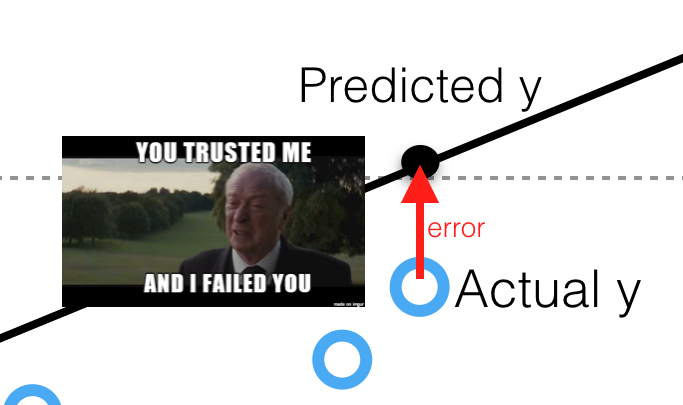 Predicted y
YOU TRUSTED ME
error
AND I FAILED YOU
Actual y
made on imgur